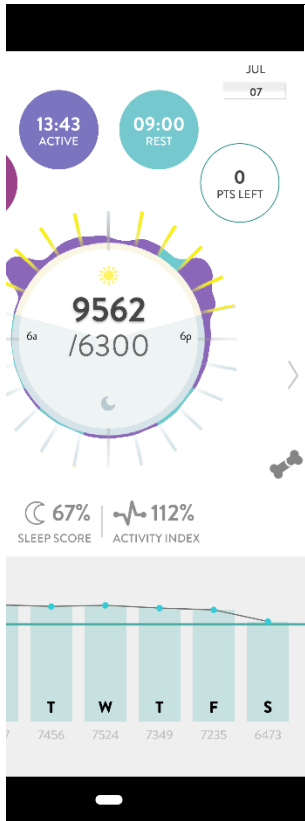 JUL
07
13:43
ACTIVE
09:00
REST
0
PTS LEFT
9562
/6300
6a
6p
67%
SLEEP SCORE
112%
ACTIVITY INDEX
T
W
T
F
S
7
7456
7524
7349
7235
6473